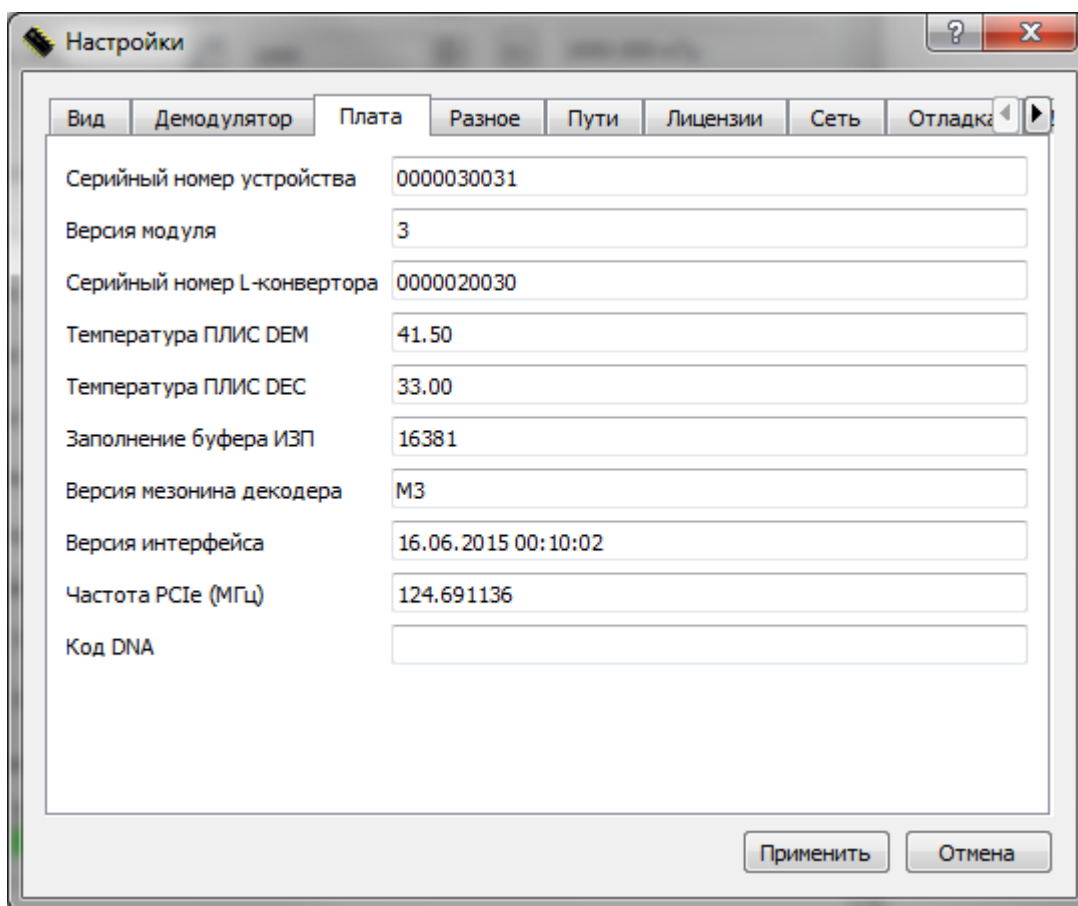 Настройки
Вид Демодулятор Плата Разное Пути Лицензии Сеть Отладка
Серийный номер устройства 0000030031
Версия модуля 3
Серийный номер L-конвертора 0000020030
Температура ПЛИС DEM 41.50
Температура ПЛИС DEC 33.00
Заполнение буфера ИЗП 16381
Версия мезонина декодера М3
Версия интерфейса 16.06.2015 00:10:02
Частота PCIe (МГц) 124.691136
Код DNA
Применить Отмена